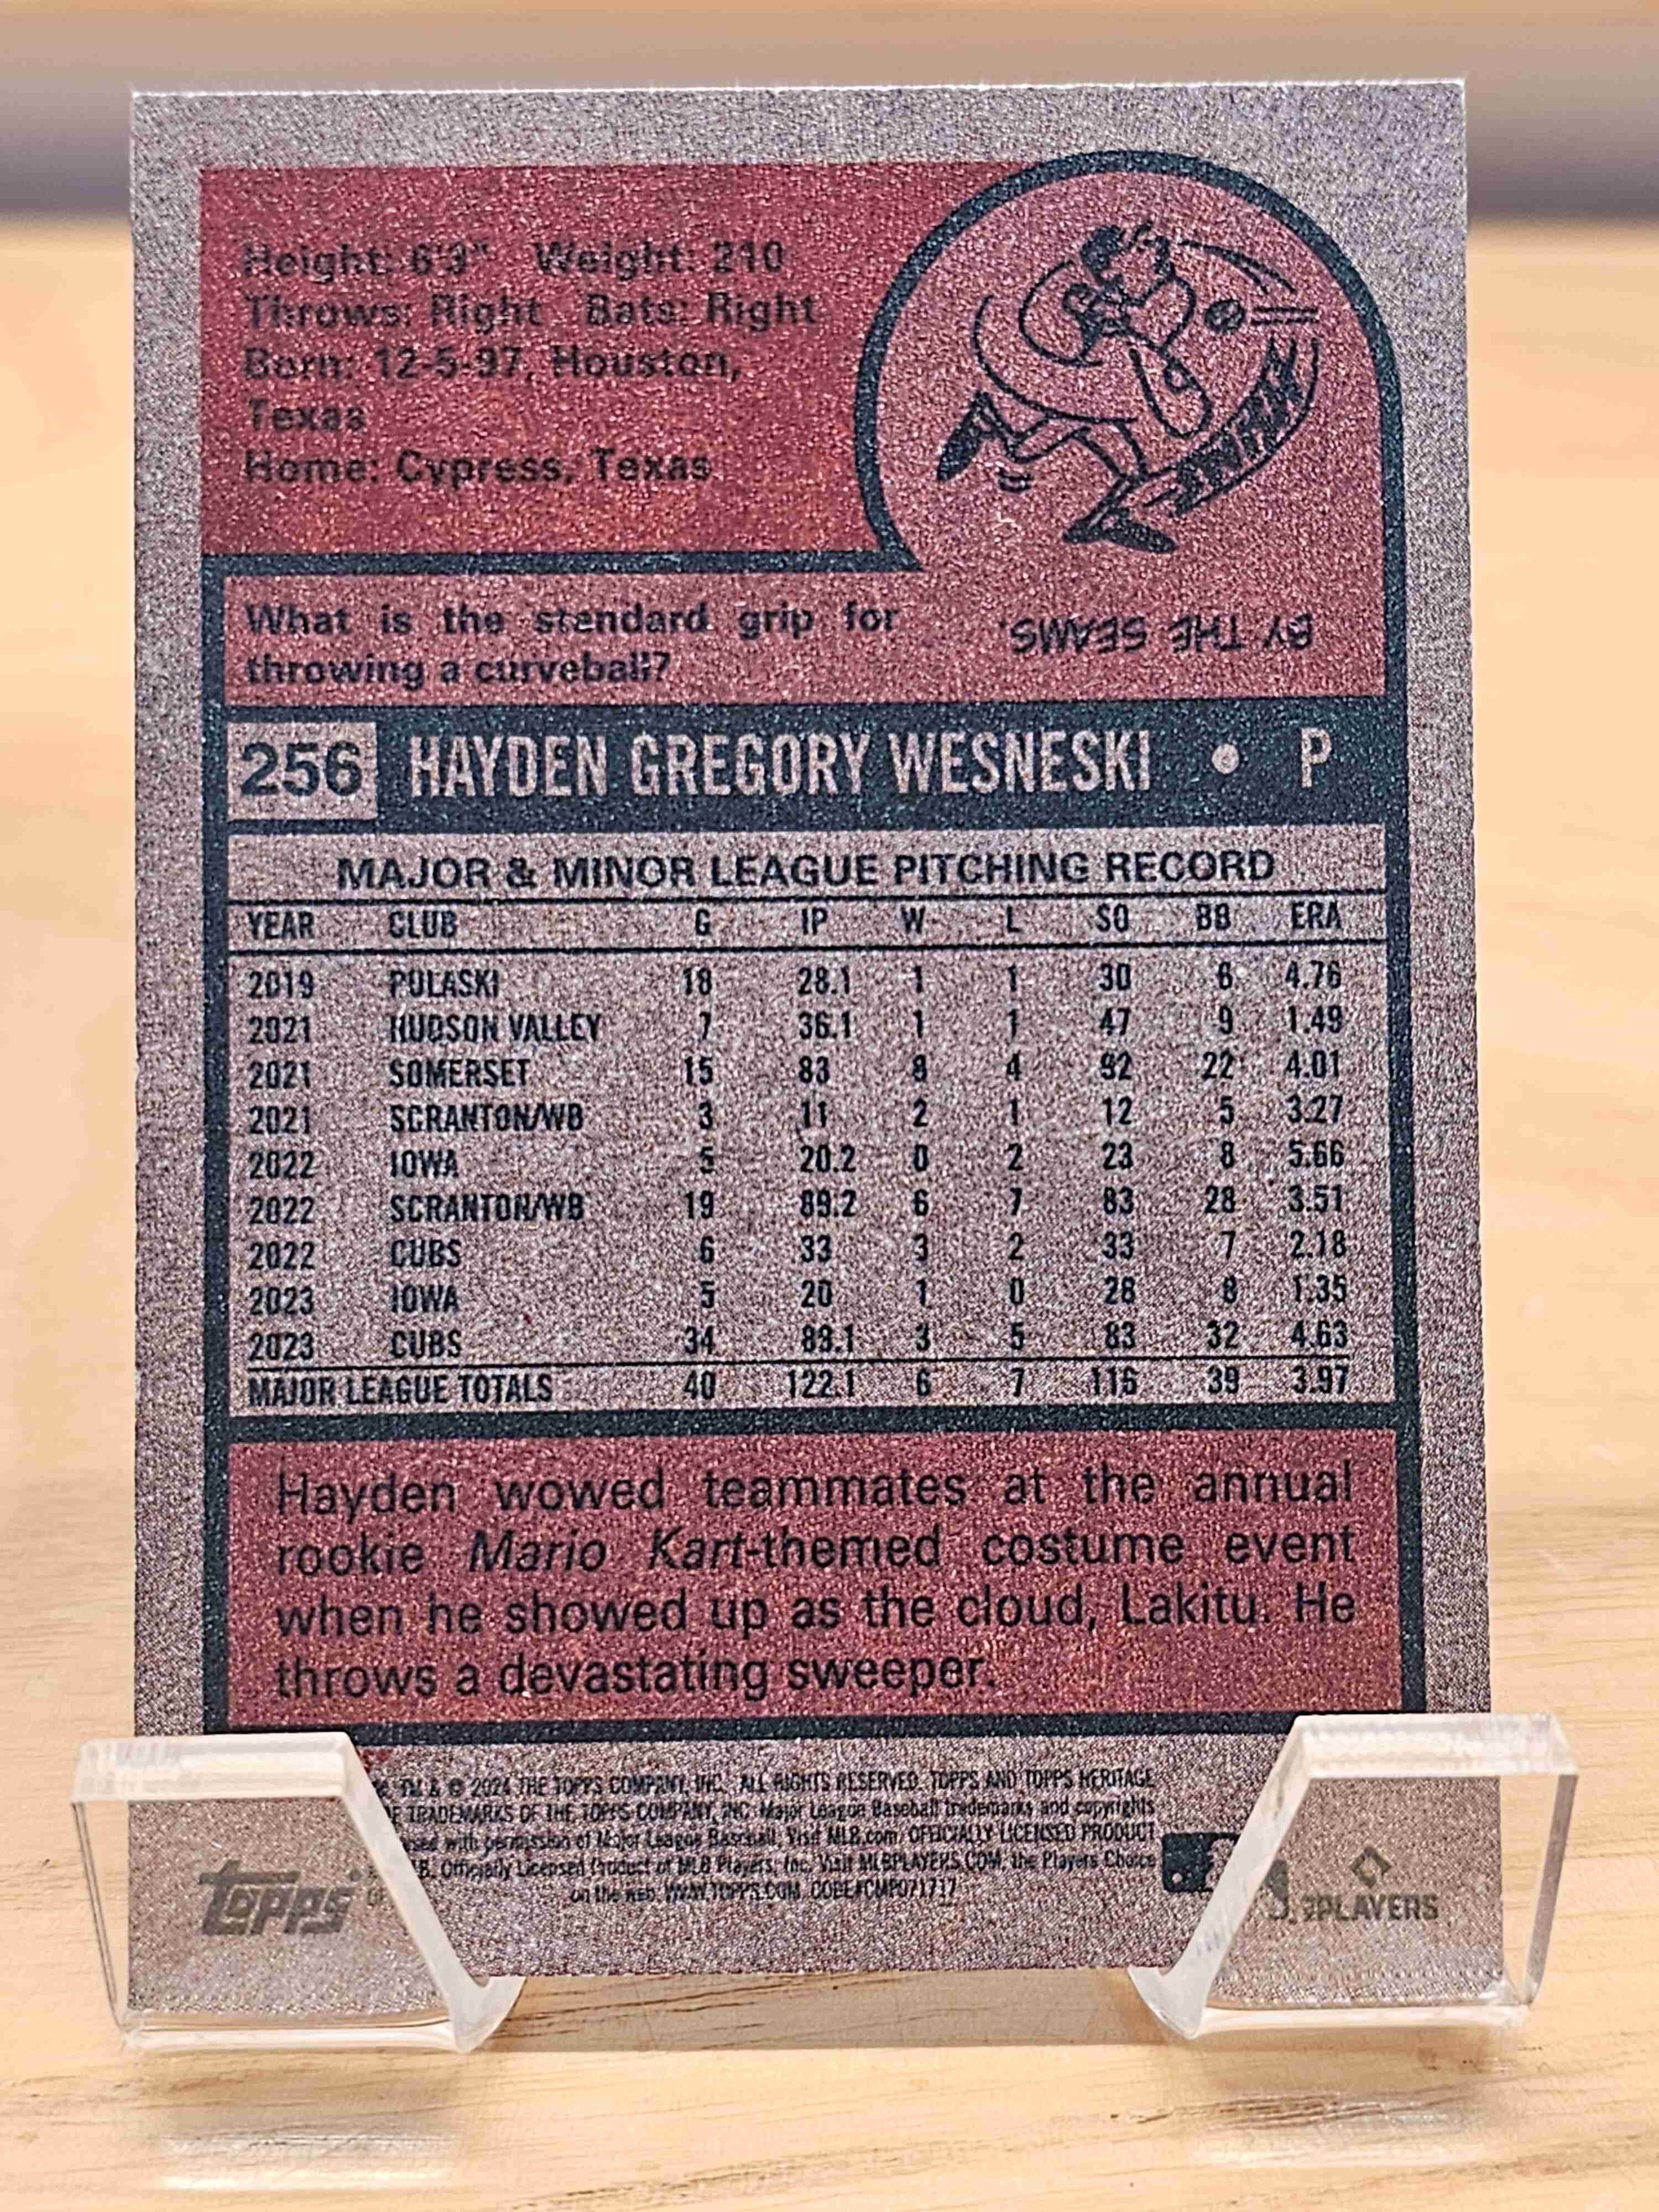 Height: 6'3" Weight: 210
Throws: Right Bats: Right
Born: 12-5-97, Houston,
Texas
Home: Cypress, Texas
What is the standard grip for
throwing a curveball?
BY THE SEAMS.
256 HAYDEN GREGORY WESNESKI • P
MAJOR & MINOR LEAGUE PITCHING RECORD
YEAR CLUB G IP W L SO BB ERA
2019 PULASKI 18 28.1 1 1 30 6 4.76
2021 HUDSON VALLEY 7 36.1 1 1 47 9 1.49
2021 SOMERSET 15 83 8 4 92 22 4.01
2021 SCRANTON/WB 3 11 2 1 12 5 3.27
2022 IOWA 5 20.2 0 2 23 8 5.66
2022 SCRANTON/WB 19 89.2 6 7 83 28 3.51
2022 CUBS 6 33 3 2 33 7 2.18
2023 IOWA 5 20 1 0 28 8 1.35
2023 CUBS 34 89.1 3 5 83 32 4.63
MAJOR LEAGUE TOTALS 40 122.1 6 7 116 39 3.97
Hayden wowed teammates at the annual
rookie Mario Kart-themed costume event
when he showed up as the cloud, Lakitu. He
throws a devastating sweeper.
TM & © 2024 THE TOPPS COMPANY, INC. ALL RIGHTS RESERVED. TOPPS AND TOPPS HERITAGE
TRADEMARKS OF THE TOPPS COMPANY, INC. Major League Baseball trademarks and copyrights
with permission of Major League Baseball. Visit MLB.com. OFFICIALLY LICENSED PRODUCT
Officially Licensed Product of MLB Players, Inc. Visit MLBPLAYERS.COM, the Players Choice
on the web. WWW.TOPPS.COM. CODE#CMP071717
topps
PLAYERS